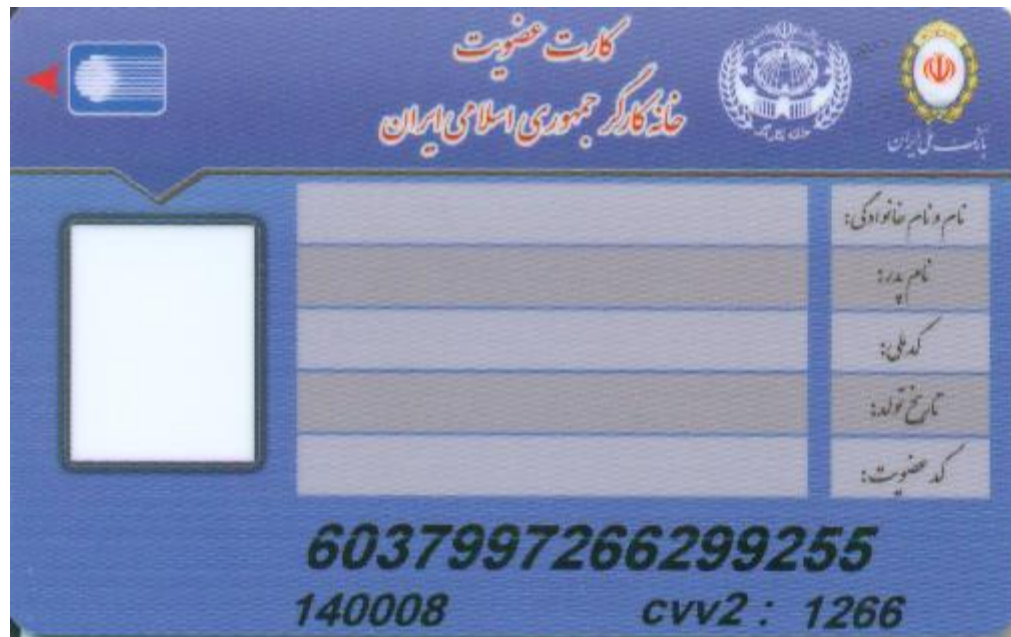 کارت عضویت
خانه کارگر جمهوری اسلامی ایران
بانک ملی ایران
نام و نام خانوادگی:
نام پدر:
کد ملی:
تاریخ تولد:
کد عضویت:
6037997266299255
140008 cvv2 : 1266